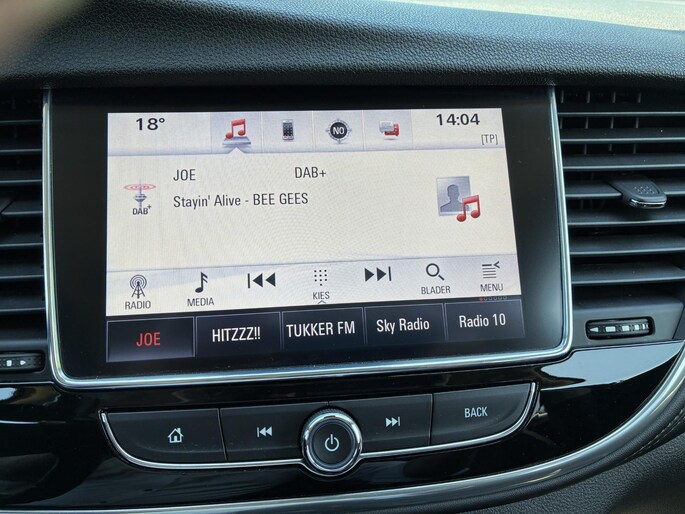 18° NO 14:04
[TP]
JOE DAB+
DAB+
Stayin' Alive - BEE GEES
RADIO MEDIA KIES BLADER MENU
JOE HITZZZ!! TUKKER FM Sky Radio Radio 10
BACK